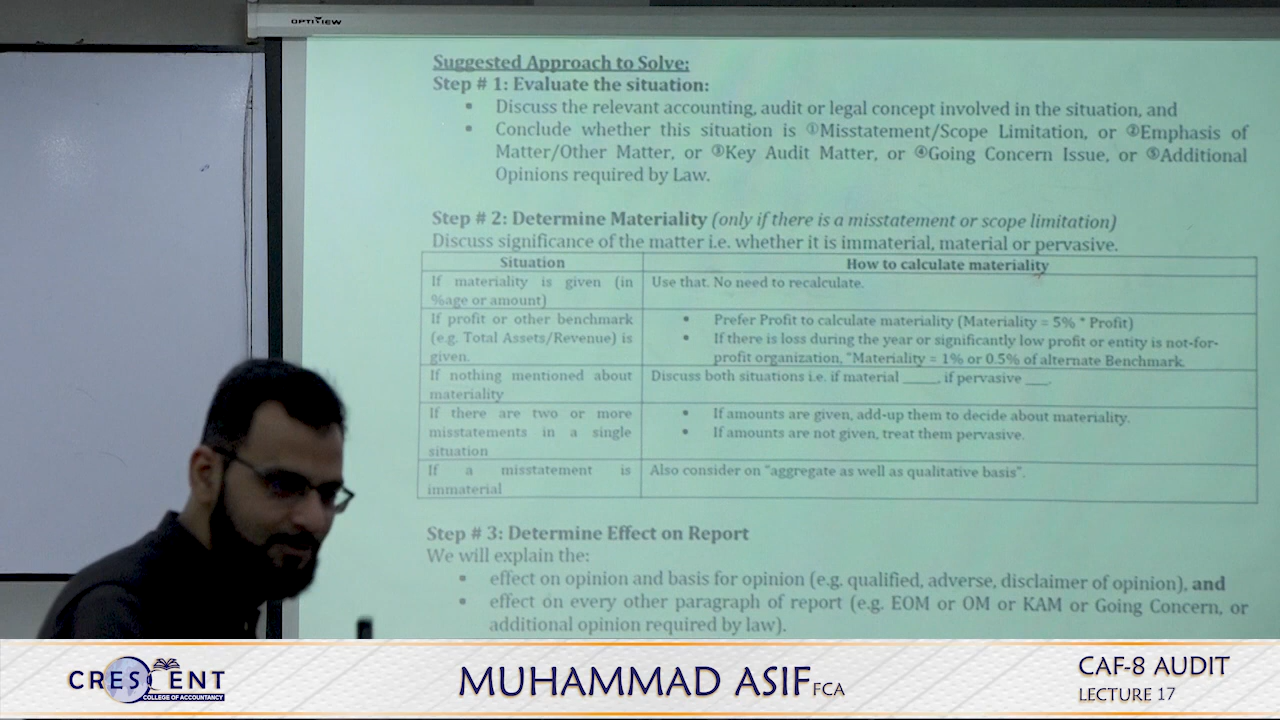 OPTIVIEW
Suggested Approach to Solve:
Step # 1: Evaluate the situation:
▪ Discuss the relevant accounting, audit or legal concept involved in the situation, and
▪ Conclude whether this situation is ①Misstatement/Scope Limitation, or ②Emphasis of
Matter/Other Matter, or ③Key Audit Matter, or ④Going Concern Issue, or ⑤Additional
Opinions required by Law.
Step # 2: Determine Materiality (only if there is a misstatement or scope limitation)
Discuss significance of the matter i.e. whether it is immaterial, material or pervasive.
Situation
How to calculate materiality
If materiality is given (in
%age or amount)
Use that. No need to recalculate.
If profit or other benchmark
(e.g. Total Assets/Revenue) is
given.
• Prefer Profit to calculate materiality (Materiality = 5% * Profit)
• If there is loss during the year or significantly low profit or entity is not-for-
profit organization, "Materiality = 1% or 0.5% of alternate Benchmark.
If nothing mentioned about
materiality
Discuss both situations i.e. if material _____, if pervasive ___.
If there are two or more
misstatements in a single
situation
• If amounts are given, add-up them to decide about materiality.
• If amounts are not given, treat them pervasive.
If a misstatement is
immaterial
Also consider on "aggregate as well as qualitative basis".
Step # 3: Determine Effect on Report
We will explain the:
▪ effect on opinion and basis for opinion (e.g. qualified, adverse, disclaimer of opinion), and
▪ effect on every other paragraph of report (e.g. EOM or OM or KAM or Going Concern, or
additional opinion required by law).
CRESCENT
COLLEGE OF ACCOUNTANCY
MUHAMMAD ASIF FCA
CAF-8 AUDIT
LECTURE 17